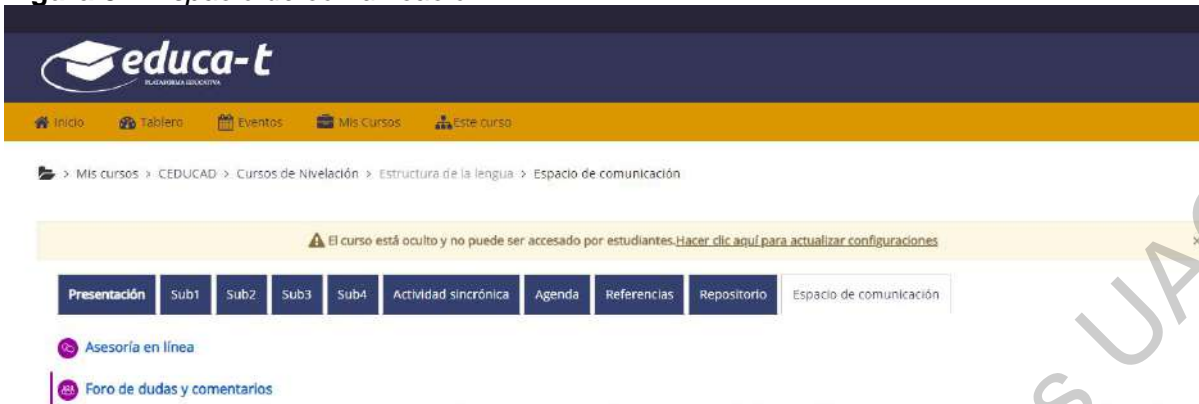 educa-t
PLATAFORMA EDUCATIVA
Inicio Tablero Eventos Mis Cursos Este curso
> Mis cursos > CEDUCAD > Cursos de Nivelación > Estructura de la lengua > Espacio de comunicación
El curso está oculto y no puede ser accesado por estudiantes.Hacer clic aquí para actualizar configuraciones ×
Presentación Sub1 Sub2 Sub3 Sub4 Actividad sincrónica Agenda Referencias Repositorio Espacio de comunicación
Asesoría en línea
Foro de dudas y comentarios